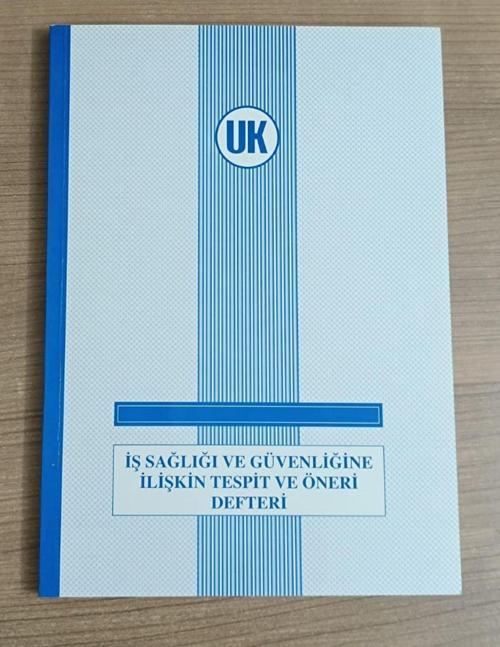 UK
İŞ SAĞLIĞI VE GÜVENLİĞİNE
İLİŞKİN TESPİT VE ÖNERİ
DEFTERİ